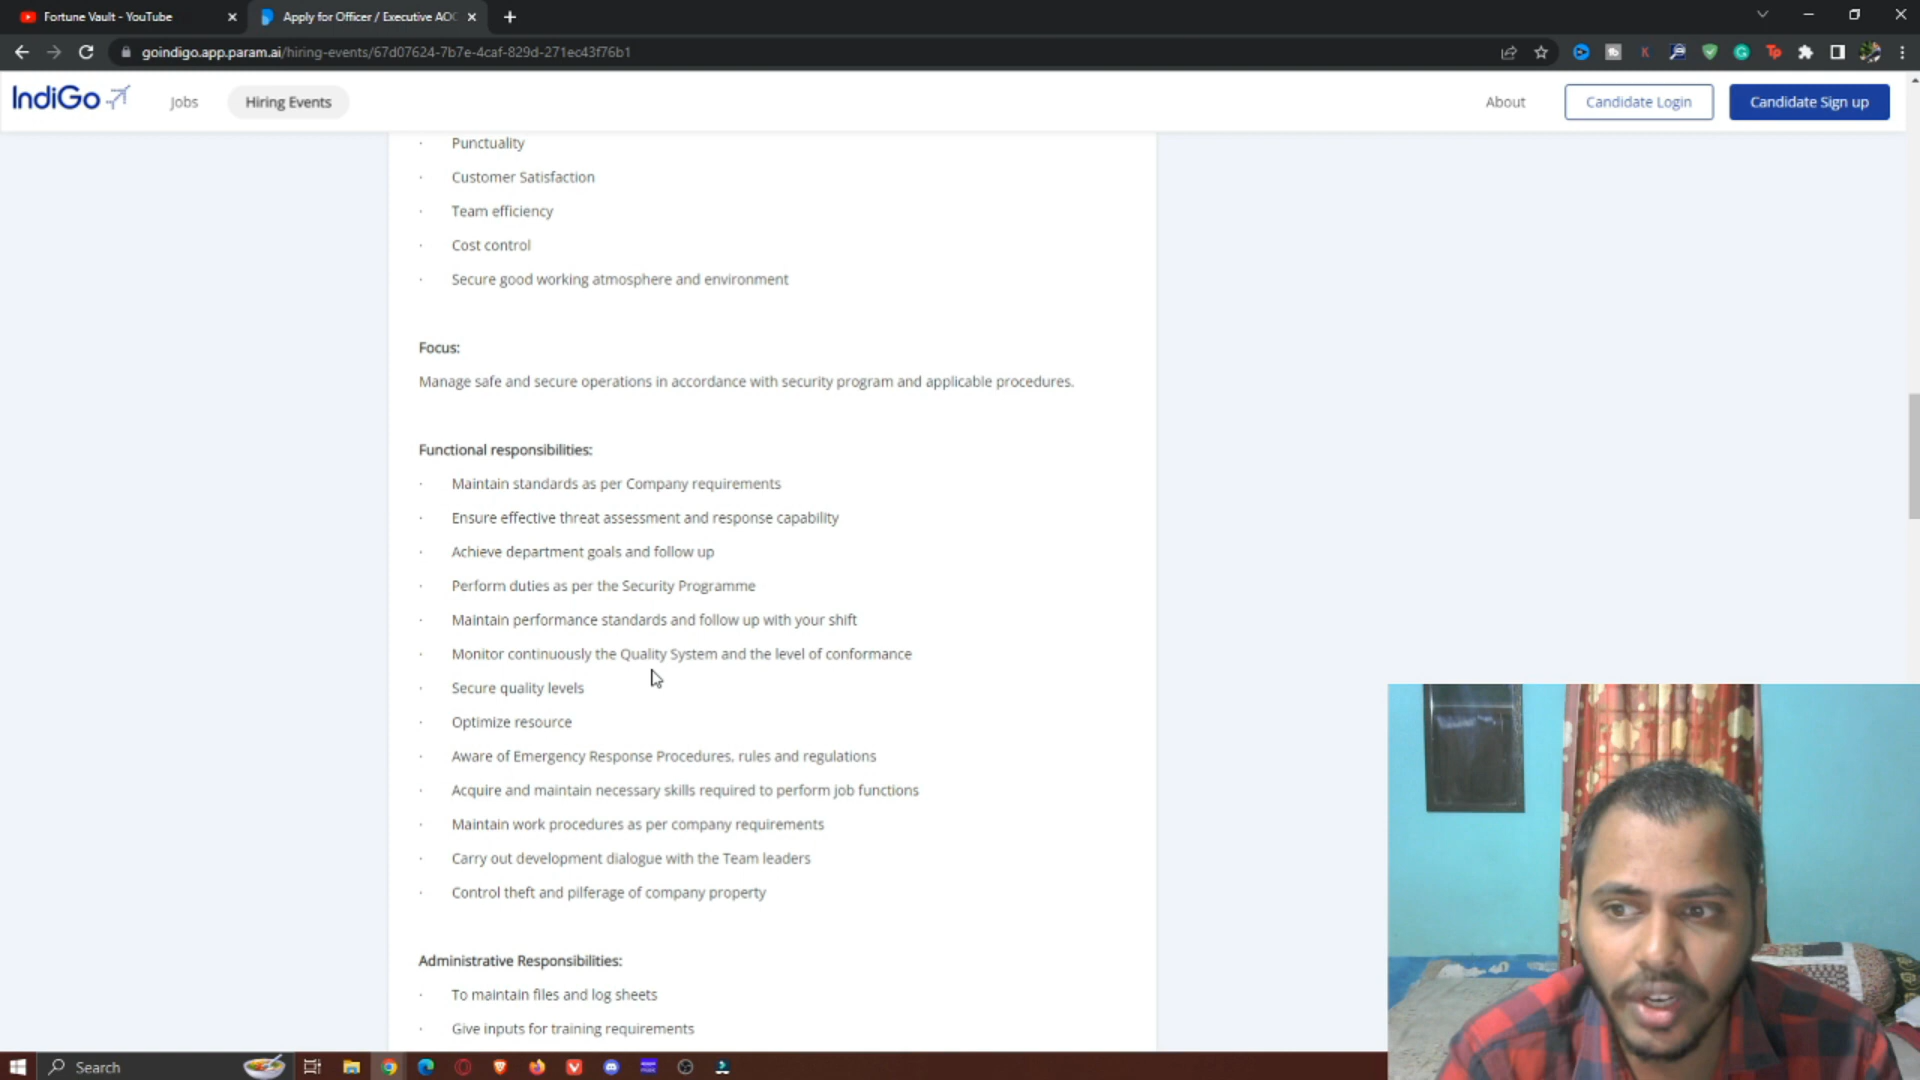 Fortune Vault - YouTube
Apply for Officer / Executive AOC
goindigo.app.param.ai/hiring-events/67d07624-7b7e-4caf-829d-271ec43f76b1
IndiGo
Jobs
Hiring Events
About
Candidate Login
Candidate Sign up
· Punctuality
· Customer Satisfaction
· Team efficiency
· Cost control
· Secure good working atmosphere and environment
Focus:
Manage safe and secure operations in accordance with security program and applicable procedures.
Functional responsibilities:
· Maintain standards as per Company requirements
· Ensure effective threat assessment and response capability
· Achieve department goals and follow up
· Perform duties as per the Security Programme
· Maintain performance standards and follow up with your shift
· Monitor continuously the Quality System and the level of conformance
· Secure quality levels
· Optimize resource
· Aware of Emergency Response Procedures, rules and regulations
· Acquire and maintain necessary skills required to perform job functions
· Maintain work procedures as per company requirements
· Carry out development dialogue with the Team leaders
· Control theft and pilferage of company property
Administrative Responsibilities:
· To maintain files and log sheets
· Give inputs for training requirements
Search